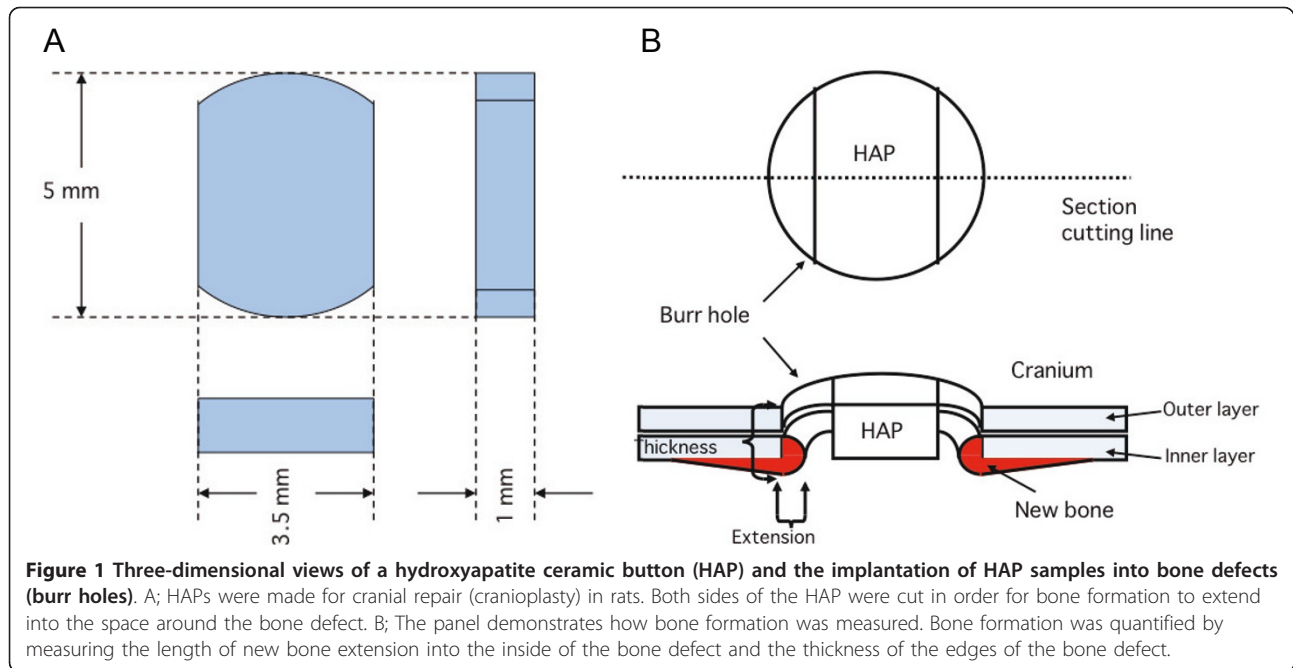 A
5 mm
3.5 mm
1 mm
B
HAP
Section
cutting line
Burr hole
Cranium
Outer layer
Thickness
HAP
Inner layer
New bone
Extension
Figure 1 Three-dimensional views of a hydroxyapatite ceramic button (HAP) and the implantation of HAP samples into bone defects
(burr holes). A; HAPs were made for cranial repair (cranioplasty) in rats. Both sides of the HAP were cut in order for bone formation to extend
into the space around the bone defect. B; The panel demonstrates how bone formation was measured. Bone formation was quantified by
measuring the length of new bone extension into the inside of the bone defect and the thickness of the edges of the bone defect.